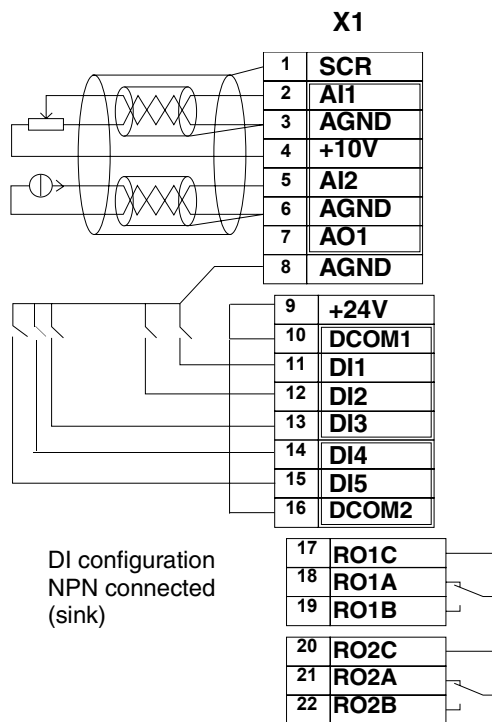 X1
1 SCR
2 AI1
3 AGND
4 +10V
5 AI2
6 AGND
7 AO1
8 AGND
9 +24V
10 DCOM1
11 DI1
12 DI2
13 DI3
14 DI4
15 DI5
16 DCOM2
DI configuration
NPN connected
(sink)
17 RO1C
18 RO1A
19 RO1B
20 RO2C
21 RO2A
22 RO2B